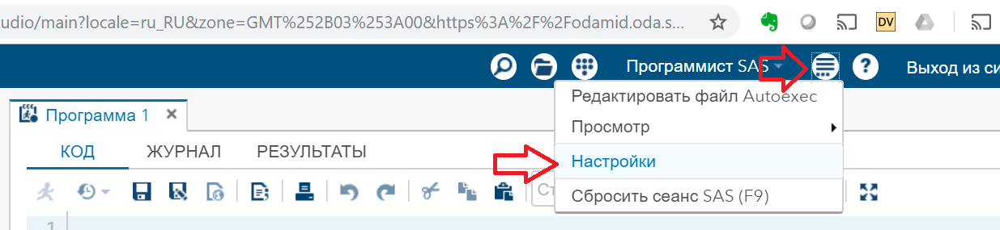 udio/main?locale=ru_RU&zone=GMT%252B03%253A00&https%3A%2F%2Fodamid.oda.s...
DV
Программист SAS
?
Выход из си
Программа 1
Редактировать файл Autoexec
Просмотр
КОД ЖУРНАЛ РЕЗУЛЬТАТЫ
Настройки
Ст
Сбросить сеанс SAS (F9)
1